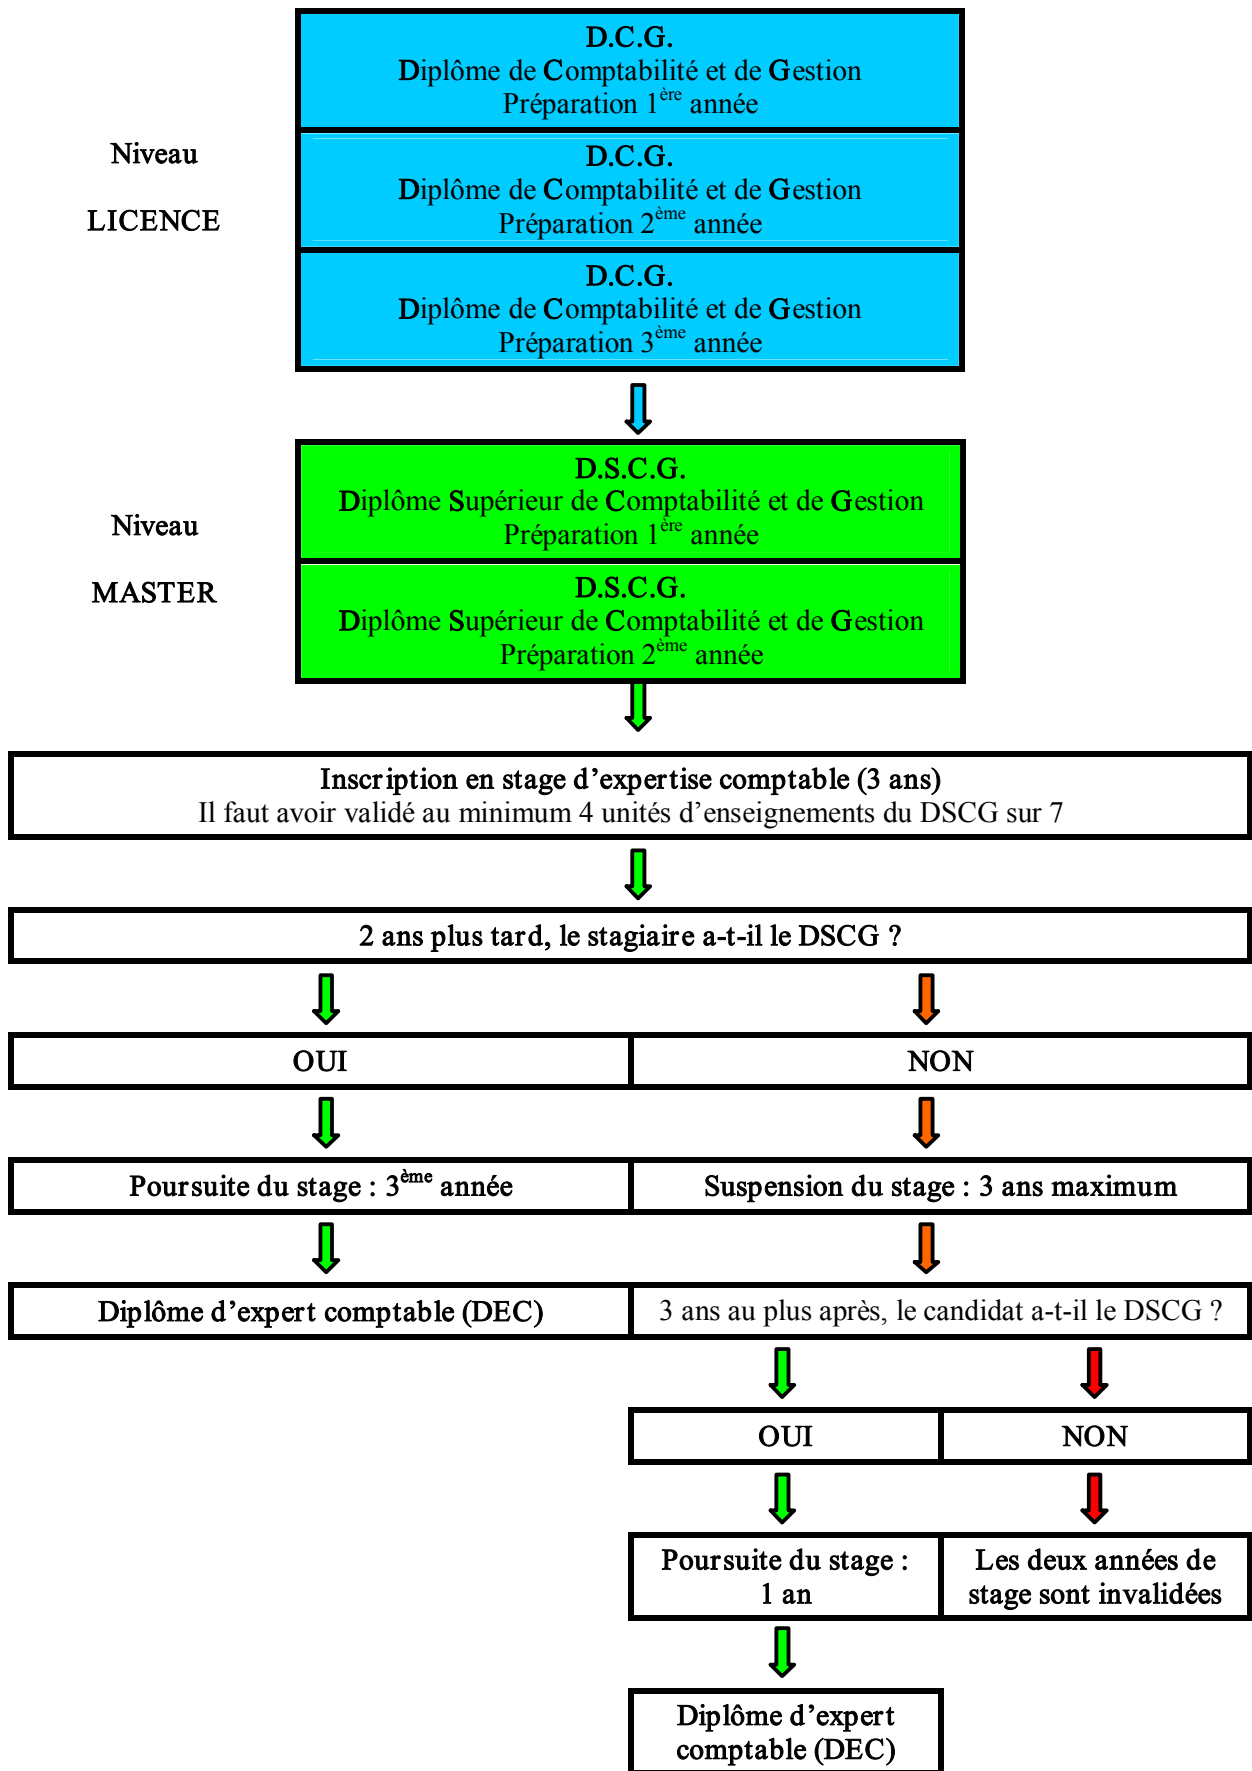 D.C.G.
Diplôme de Comptabilité et de Gestion
Préparation 1ère année
Niveau
LICENCE
D.C.G.
Diplôme de Comptabilité et de Gestion
Préparation 2ème année
D.C.G.
Diplôme de Comptabilité et de Gestion
Préparation 3ème année
Niveau
MASTER
D.S.C.G.
Diplôme Supérieur de Comptabilité et de Gestion
Préparation 1ère année
D.S.C.G.
Diplôme Supérieur de Comptabilité et de Gestion
Préparation 2ème année
Inscription en stage d’expertise comptable (3 ans)
Il faut avoir validé au minimum 4 unités d’enseignements du DSCG sur 7
2 ans plus tard, le stagiaire a-t-il le DSCG ?
OUI
NON
Poursuite du stage : 3ème année
Suspension du stage : 3 ans maximum
Diplôme d’expert comptable (DEC)
3 ans au plus après, le candidat a-t-il le DSCG ?
OUI
NON
Poursuite du stage :
1 an
Les deux années de
stage sont invalidées
Diplôme d’expert
comptable (DEC)